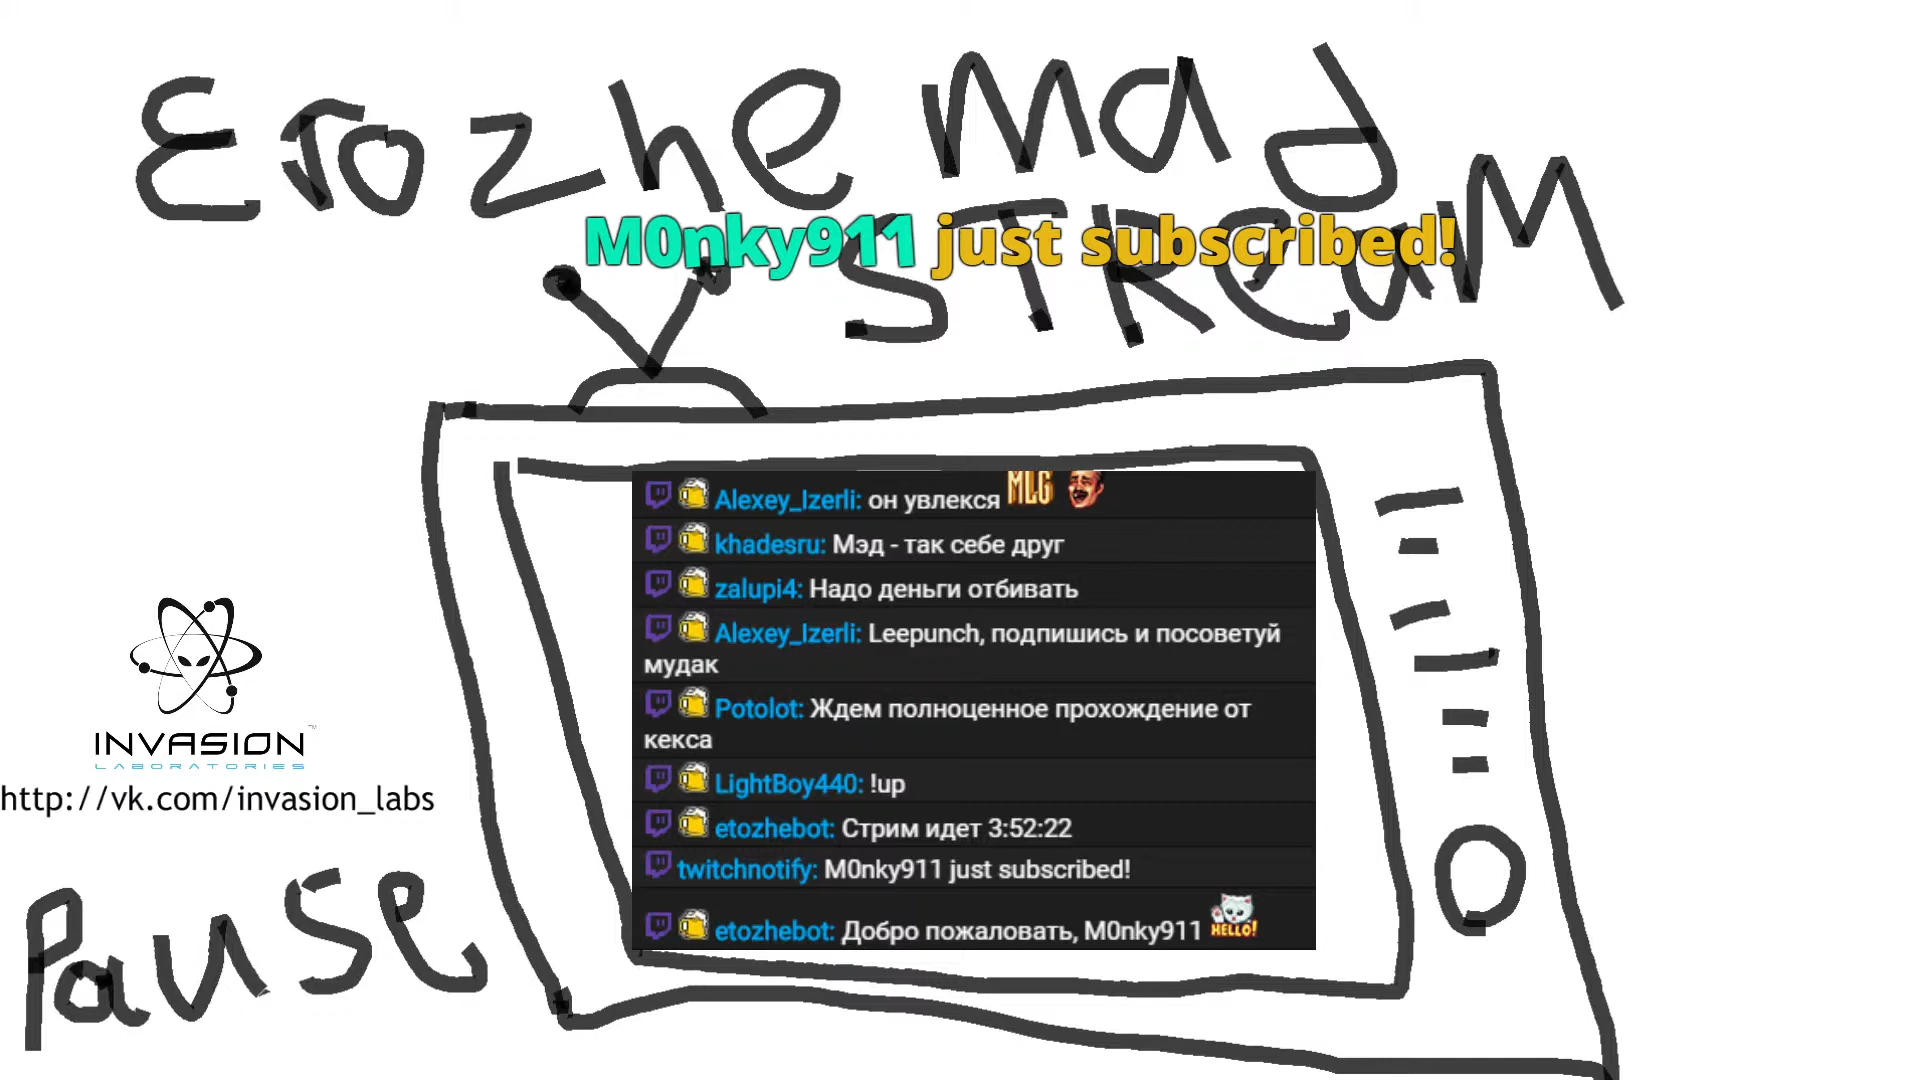 Etozhe mad
STReaM
M0nky911 just subscribed!
MLG
Alexey_Izerli: он увлекся
khadesru: Мэд - так себе друг
zalupi4: Надо деньги отбивать
Alexey_Izerli: Leepunch, подпишись и посоветуй
мудак
Potolot: Ждем полноценное прохождение от
кекса
LightBoy440: !up
etozhebot: Стрим идет 3:52:22
twitchnotify: M0nky911 just subscribed!
etozhebot: Добро пожаловать, M0nky911
HELLO!
INVASION™
LABORATORIES
http://vk.com/invasion_labs
Pause